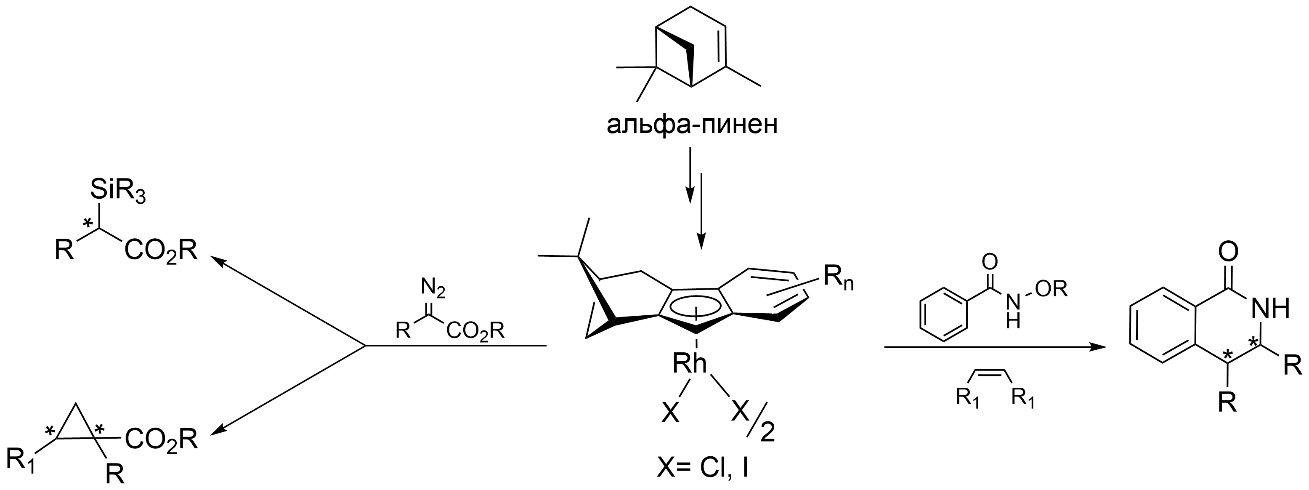 альфа-пинен
SiR3
*
R
CO2R
N2
R
CO2R
*
*
R1
CO2R
R
Rn
Rh
X
X/2
X= Cl, I
O
N
H
OR
R1
R1
O
NH
*
*
R
R